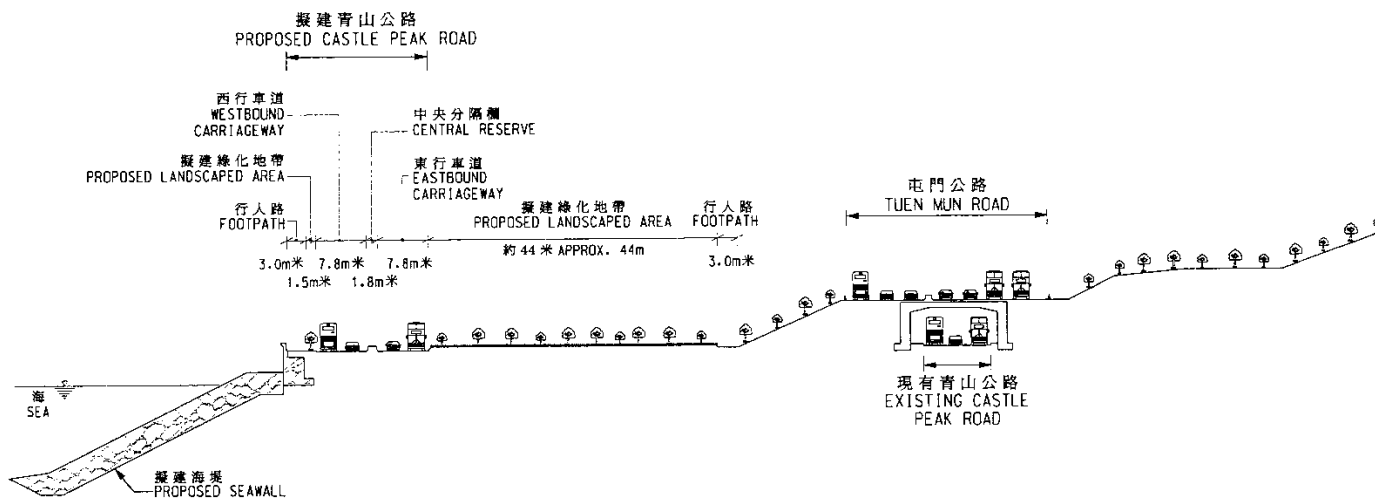 擬建青山公路
PROPOSED CASTLE PEAK ROAD
西行車道
WESTBOUND
CARRIAGEWAY
中央分隔欄
CENTRAL RESERVE
擬建綠化地帶
PROPOSED LANDSCAPED AREA
東行車道
EASTBOUND
CARRIAGEWAY
行人路
FOOTPATH
擬建綠化地帶
PROPOSED LANDSCAPED AREA
行人路
FOOTPATH
屯門公路
TUEN MUN ROAD
約44米 APPROX. 44m
3.0m米
7.8m米
7.8m米
3.0m米
1.5m米
1.8m米
海
SEA
現有青山公路
EXISTING CASTLE
PEAK ROAD
擬建海堤
PROPOSED SEAWALL